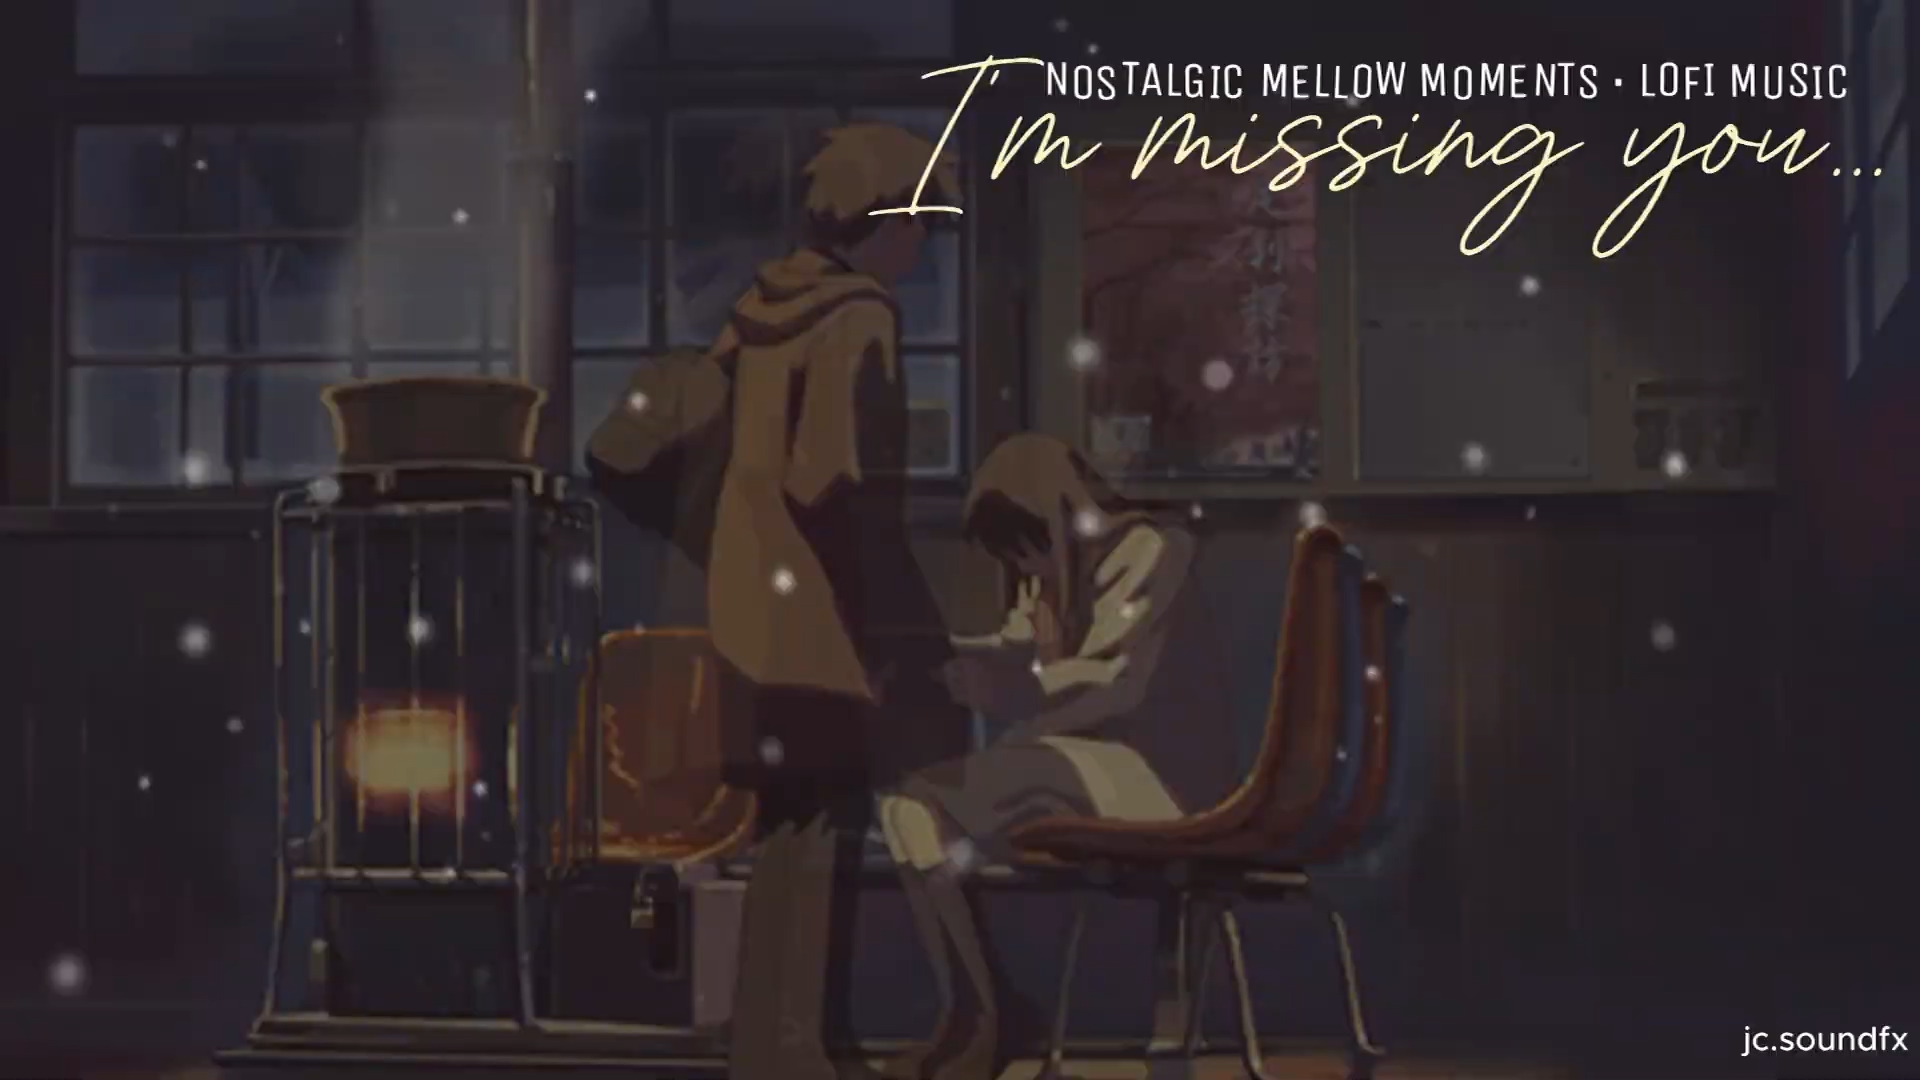 NOSTALGIC MELLOW MOMENTS · LOFI MUSIC
I'm missing you...
jc.soundfx